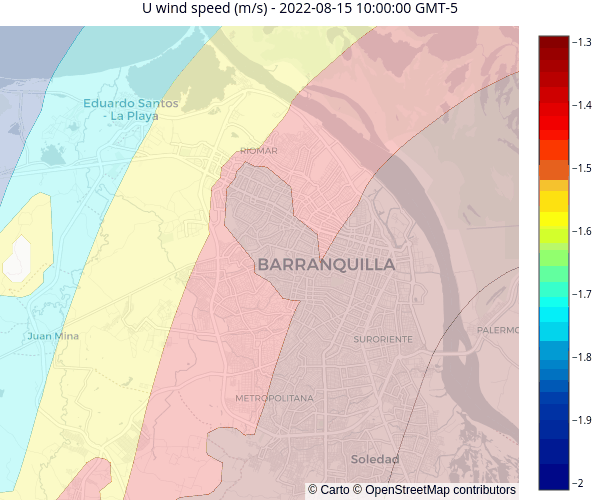 U wind speed (m/s) - 2022-08-15 10:00:00 GMT-5
−1.3
Eduardo Santos
- La Playa
−1.4
RIOMAR
−1.5
−1.6
BARRANQUILLA
−1.7
Juan Mina
SURORIENTE
PALERMO
−1.8
METROPOLITANA
−1.9
Soledad
−2
© Carto © OpenStreetMap contributors